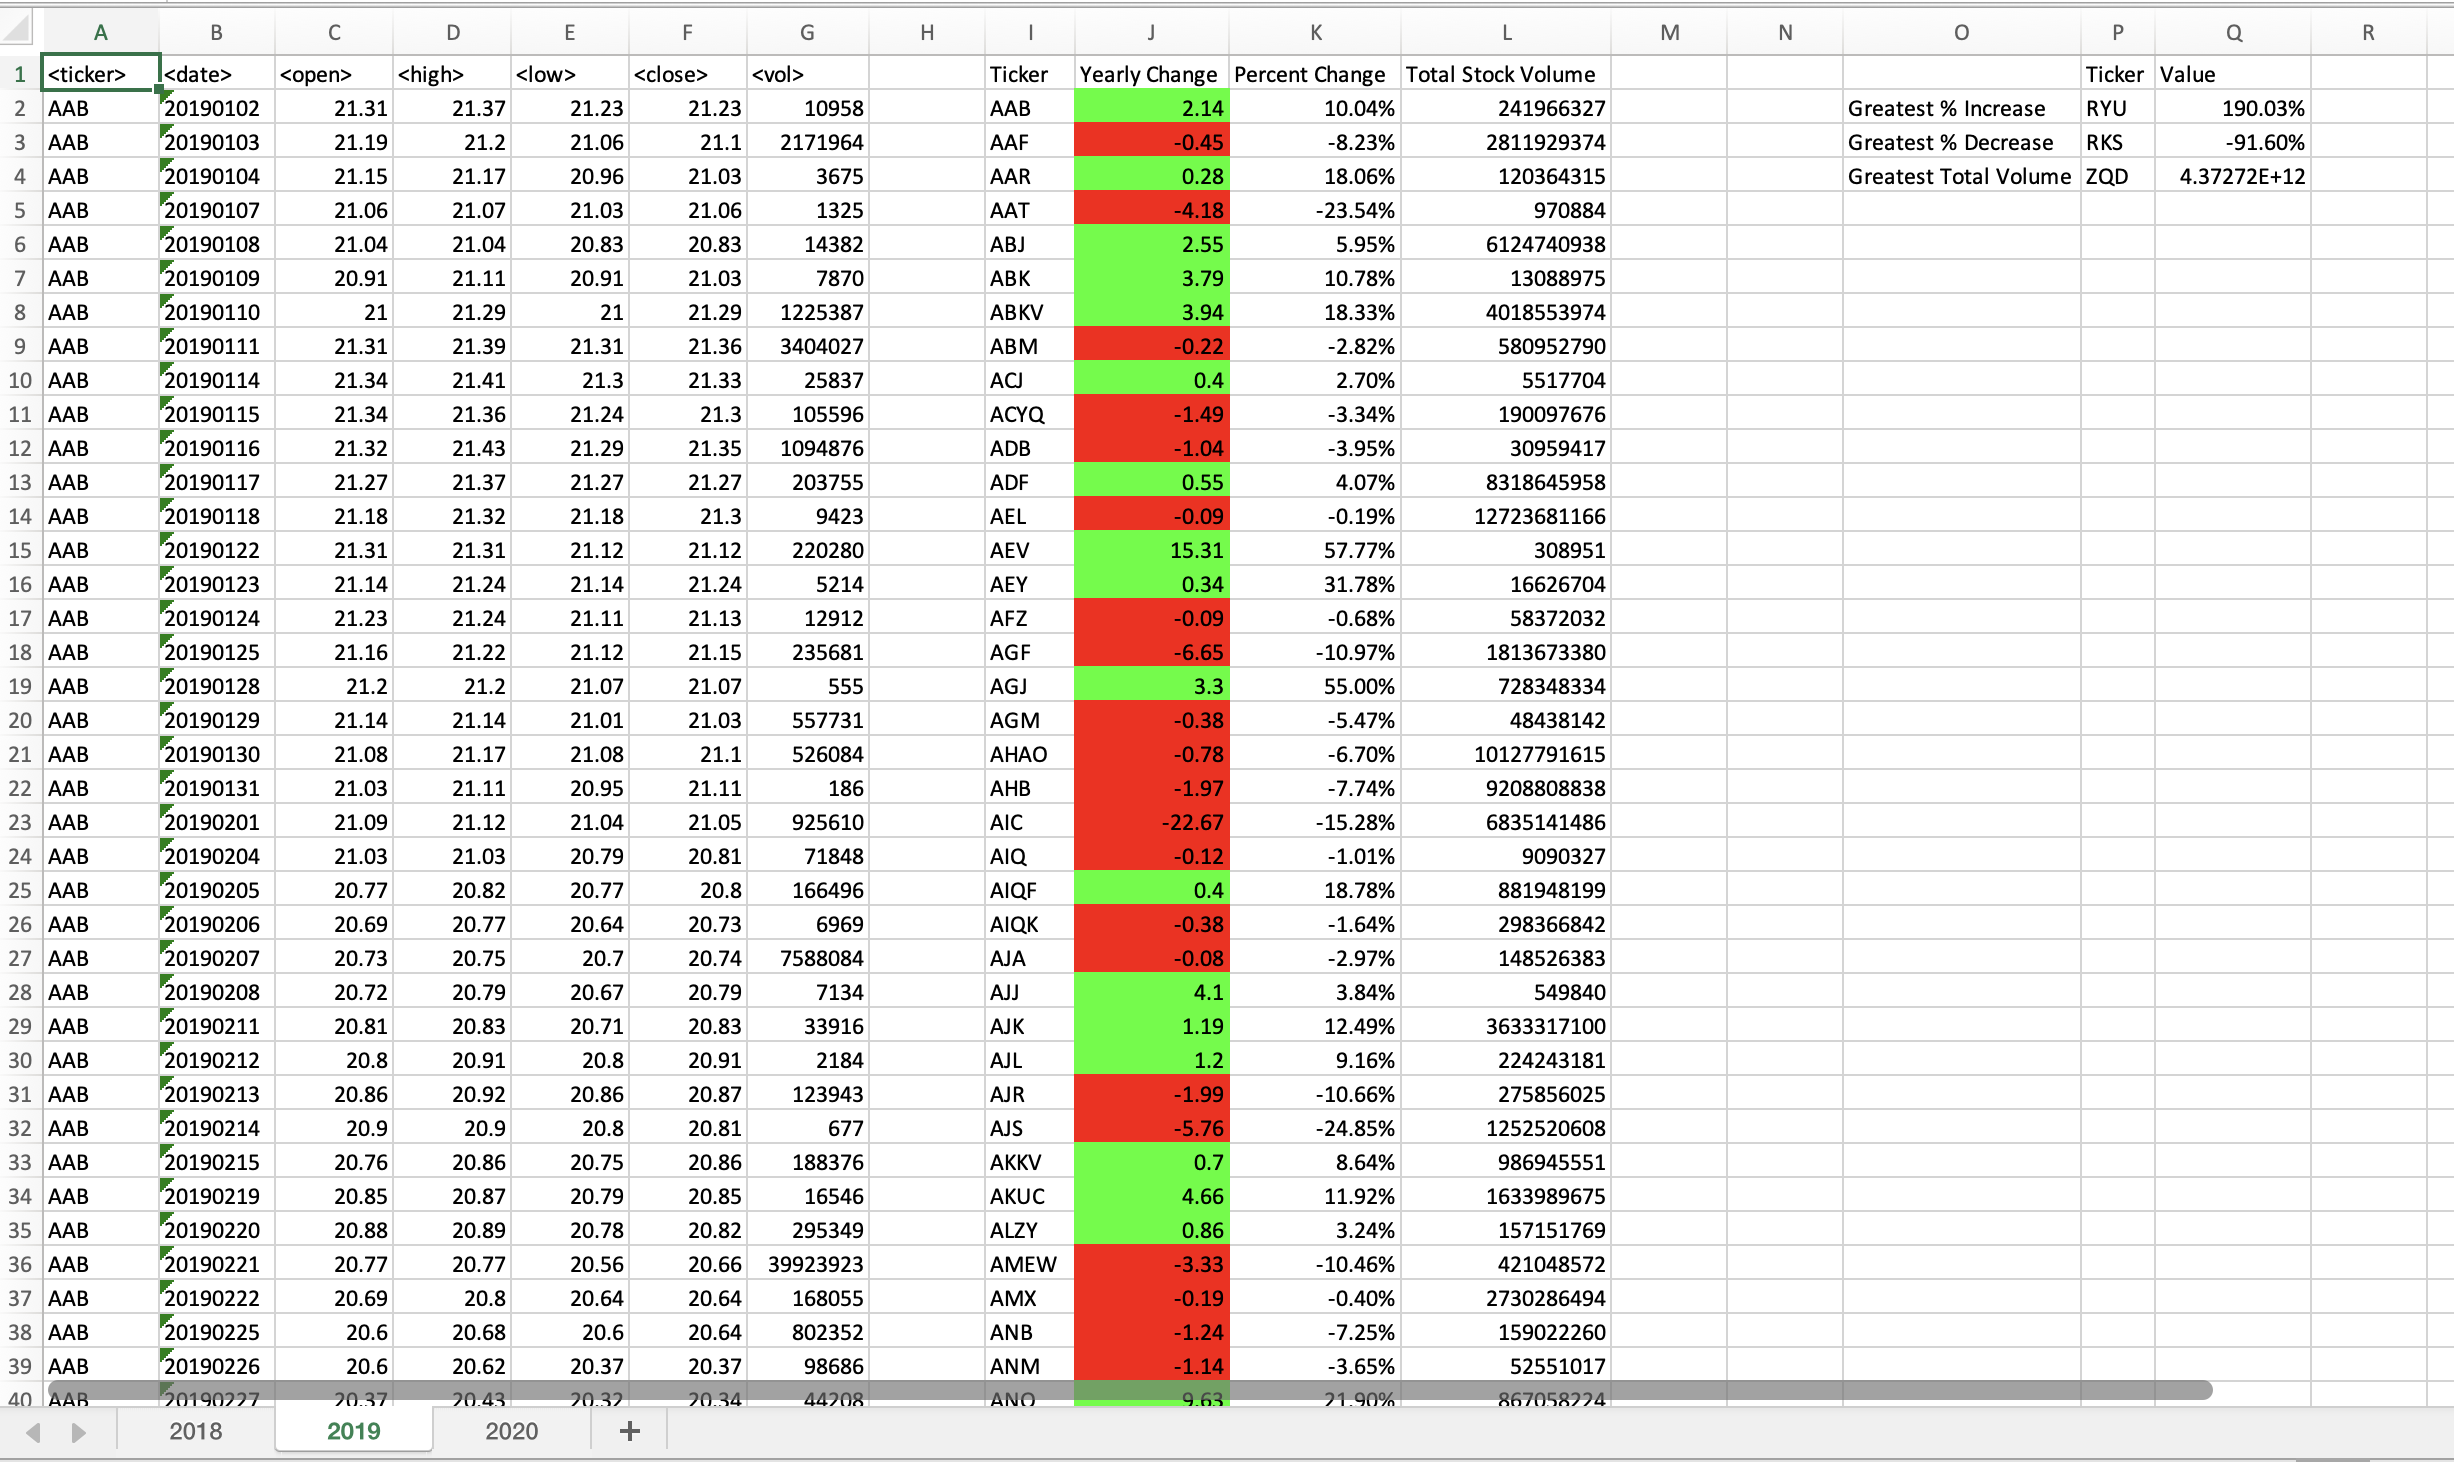 A B C D E F G H I J K L M N O P Q R
1 <ticker> <date> <open> <high> <low> <close> <vol> Ticker Yearly Change Percent Change Total Stock Volume Ticker Value
2 AAB 20190102 21.31 21.37 21.23 21.23 10958 AAB 2.14 10.04% 241966327 Greatest % Increase RYU 190.03%
3 AAB 20190103 21.19 21.2 21.06 21.1 2171964 AAF -0.45 -8.23% 2811929374 Greatest % Decrease RKS -91.60%
4 AAB 20190104 21.15 21.17 20.96 21.03 3675 AAR 0.28 18.06% 120364315 Greatest Total Volume ZQD 4.37272E+12
5 AAB 20190107 21.06 21.07 21.03 21.06 1325 AAT -4.18 -23.54% 970884
6 AAB 20190108 21.04 21.04 20.83 20.83 14382 ABJ 2.55 5.95% 6124740938
7 AAB 20190109 20.91 21.11 20.91 21.03 7870 ABK 3.79 10.78% 13088975
8 AAB 20190110 21 21.29 21 21.29 1225387 ABKV 3.94 18.33% 4018553974
9 AAB 20190111 21.31 21.39 21.31 21.36 3404027 ABM -0.22 -2.82% 580952790
10 AAB 20190114 21.34 21.41 21.3 21.33 25837 ACJ 0.4 2.70% 5517704
11 AAB 20190115 21.34 21.36 21.24 21.3 105596 ACYQ -1.49 -3.34% 190097676
12 AAB 20190116 21.32 21.43 21.29 21.35 1094876 ADB -1.04 -3.95% 30959417
13 AAB 20190117 21.27 21.37 21.27 21.27 203755 ADF 0.55 4.07% 8318645958
14 AAB 20190118 21.18 21.32 21.18 21.3 9423 AEL -0.09 -0.19% 12723681166
15 AAB 20190122 21.31 21.31 21.12 21.12 220280 AEV 15.31 57.77% 308951
16 AAB 20190123 21.14 21.24 21.14 21.24 5214 AEY 0.34 31.78% 16626704
17 AAB 20190124 21.23 21.24 21.11 21.13 12912 AFZ -0.09 -0.68% 58372032
18 AAB 20190125 21.16 21.22 21.12 21.15 235681 AGF -6.65 -10.97% 1813673380
19 AAB 20190128 21.2 21.2 21.07 21.07 555 AGJ 3.3 55.00% 728348334
20 AAB 20190129 21.14 21.14 21.01 21.03 557731 AGM -0.38 -5.47% 48438142
21 AAB 20190130 21.08 21.17 21.08 21.1 526084 AHAO -0.78 -6.70% 10127791615
22 AAB 20190131 21.03 21.11 20.95 21.11 186 AHB -1.97 -7.74% 9208808838
23 AAB 20190201 21.09 21.12 21.04 21.05 925610 AIC -22.67 -15.28% 6835141486
24 AAB 20190204 21.03 21.03 20.79 20.81 71848 AIQ -0.12 -1.01% 9090327
25 AAB 20190205 20.77 20.82 20.77 20.8 166496 AIQF 0.4 18.78% 881948199
26 AAB 20190206 20.69 20.77 20.64 20.73 6969 AIQK -0.38 -1.64% 298366842
27 AAB 20190207 20.73 20.75 20.7 20.74 7588084 AJA -0.08 -2.97% 148526383
28 AAB 20190208 20.72 20.79 20.67 20.79 7134 AJJ 4.1 3.84% 549840
29 AAB 20190211 20.81 20.83 20.71 20.83 33916 AJK 1.19 12.49% 3633317100
30 AAB 20190212 20.8 20.91 20.8 20.91 2184 AJL 1.2 9.16% 224243181
31 AAB 20190213 20.86 20.92 20.86 20.87 123943 AJR -1.99 -10.66% 275856025
32 AAB 20190214 20.9 20.9 20.8 20.81 677 AJS -5.76 -24.85% 1252520608
33 AAB 20190215 20.76 20.86 20.75 20.86 188376 AKKV 0.7 8.64% 986945551
34 AAB 20190219 20.85 20.87 20.79 20.85 16546 AKUC 4.66 11.92% 1633989675
35 AAB 20190220 20.88 20.89 20.78 20.82 295349 ALZY 0.86 3.24% 157151769
36 AAB 20190221 20.77 20.77 20.56 20.66 39923923 AMEW -3.33 -10.46% 421048572
37 AAB 20190222 20.69 20.8 20.64 20.64 168055 AMX -0.19 -0.40% 2730286494
38 AAB 20190225 20.6 20.68 20.6 20.64 802352 ANB -1.24 -7.25% 159022260
39 AAB 20190226 20.6 20.62 20.37 20.37 98686 ANM -1.14 -3.65% 52551017
40 AAB 20190227 20.37 20.43 20.32 20.34 44208 ANO 9.63 21.90% 867058224
2018 2019 2020 +